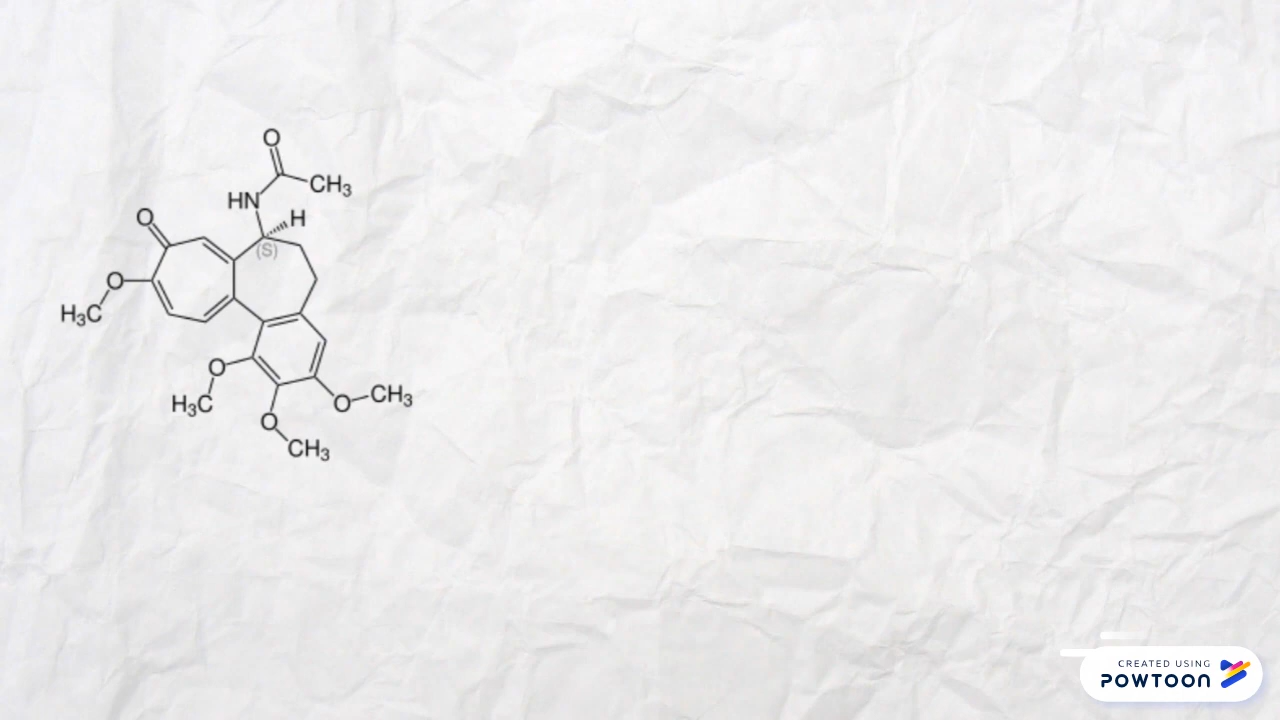 O
CH₃
HN
H
O
(S)
O
H₃C
O
H₃C
O
CH₃
O
CH₃
CREATED USING
POWTOON